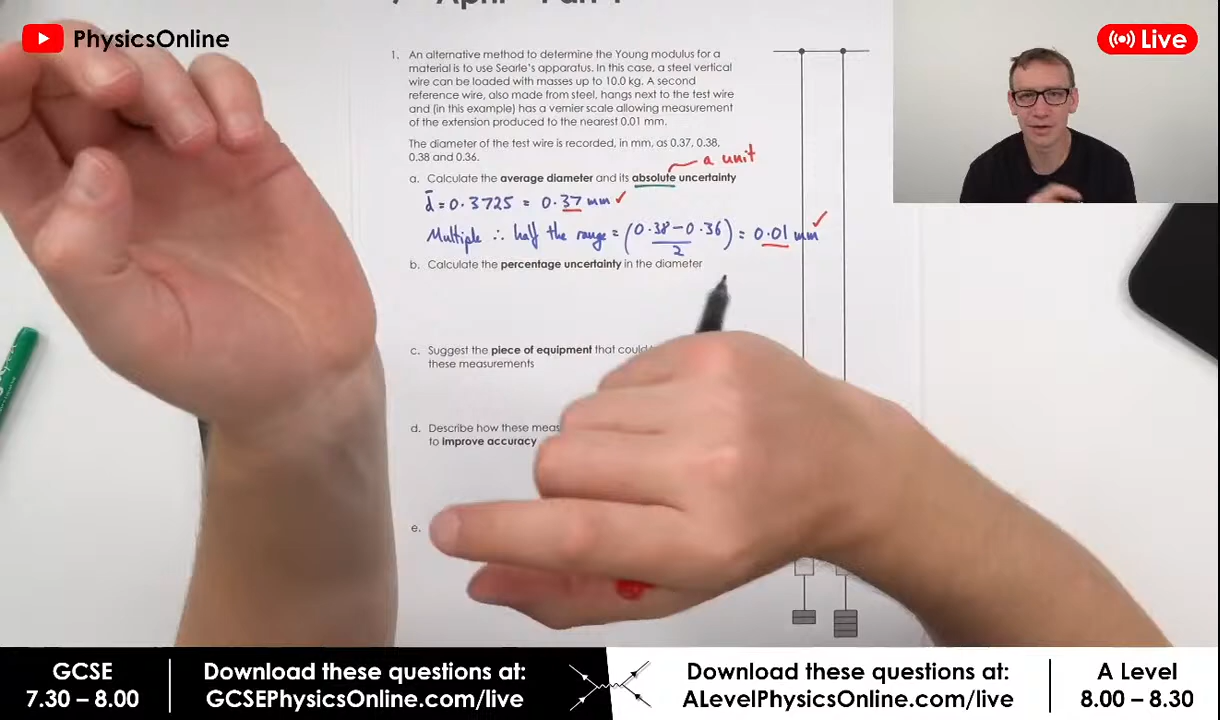 PhysicsOnline
Live
1. An alternative method to determine the Young modulus for a
material is to use Searle's apparatus. In this case, a steel vertical
wire can be loaded with masses up to 10.0 kg. A second
reference wire, also made from steel, hangs next to the test wire
and (in this example) has a vernier scale allowing measurement
of the extension produced to the nearest 0.01 mm.
The diameter of the test wire is recorded, in mm, as 0.37, 0.38,
0.38 and 0.36.
a unit
a. Calculate the average diameter and its absolute uncertainty
d̄ = 0.3725 = 0.37 mm ✓
Multiple ∴ half the range = (0.38 − 0.36 / 2) = 0.01 mm ✓
b. Calculate the percentage uncertainty in the diameter
c. Suggest the piece of equipment that could
these measurements
d. Describe how these
to improve accuracy
e.
GCSE
7.30 – 8.00
Download these questions at:
GCSEPhysicsOnline.com/live
Download these questions at:
ALevelPhysicsOnline.com/live
A Level
8.00 – 8.30